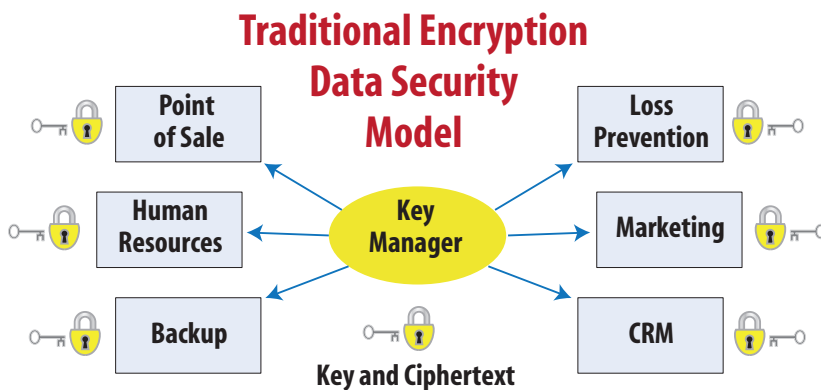 Traditional Encryption
Data Security
Model
Point
of Sale
Loss
Prevention
Human
Resources
Key
Manager
Marketing
Backup
CRM
Key and Ciphertext